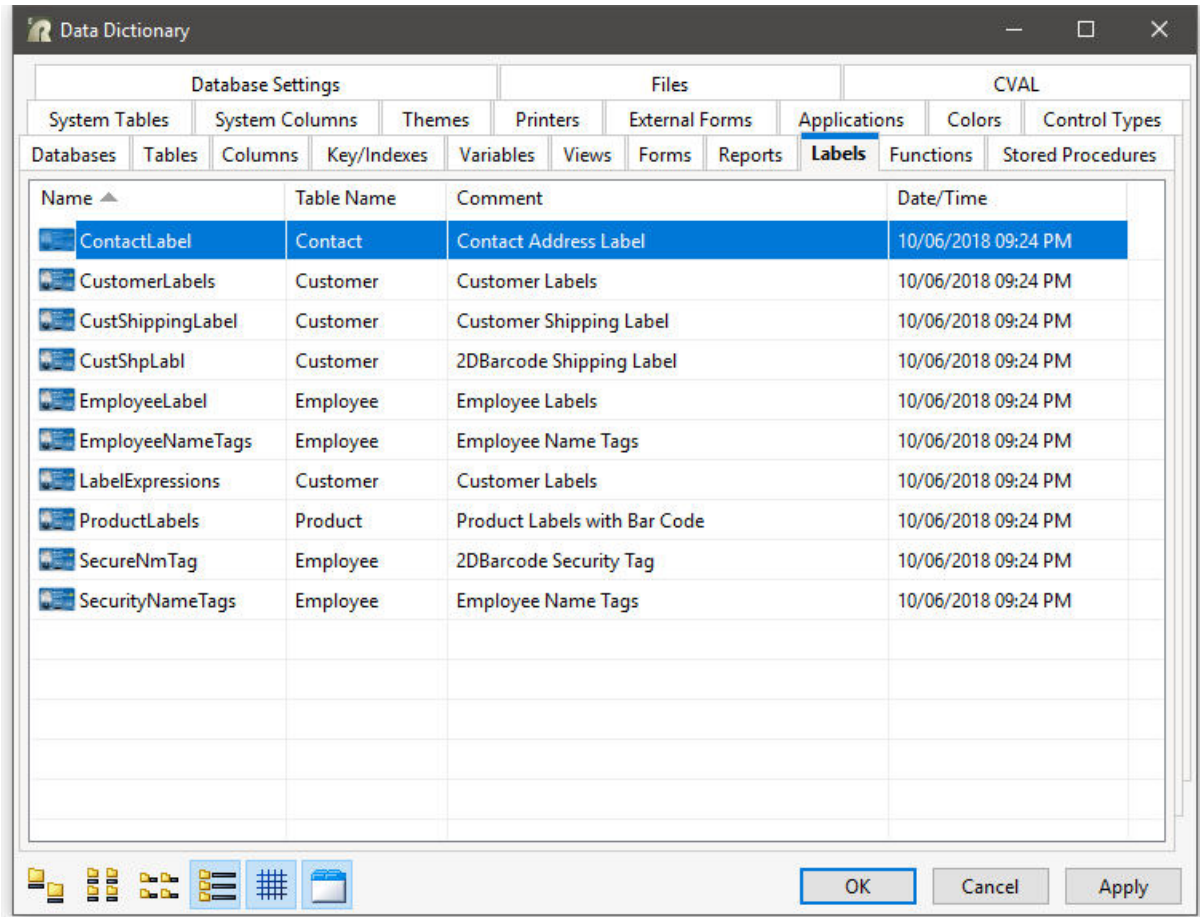 Data Dictionary
Database Settings Files CVAL
System Tables System Columns Themes Printers External Forms Applications Colors Control Types
Databases Tables Columns Key/Indexes Variables Views Forms Reports Labels Functions Stored Procedures
Name Table Name Comment Date/Time
ContactLabel Contact Contact Address Label 10/06/2018 09:24 PM
CustomerLabels Customer Customer Labels 10/06/2018 09:24 PM
CustShippingLabel Customer Customer Shipping Label 10/06/2018 09:24 PM
CustShpLabl Customer 2DBarcode Shipping Label 10/06/2018 09:24 PM
EmployeeLabel Employee Employee Labels 10/06/2018 09:24 PM
EmployeeNameTags Employee Employee Name Tags 10/06/2018 09:24 PM
LabelExpressions Customer Customer Labels 10/06/2018 09:24 PM
ProductLabels Product Product Labels with Bar Code 10/06/2018 09:24 PM
SecureNmTag Employee 2DBarcode Security Tag 10/06/2018 09:24 PM
SecurityNameTags Employee Employee Name Tags 10/06/2018 09:24 PM
OK Cancel Apply